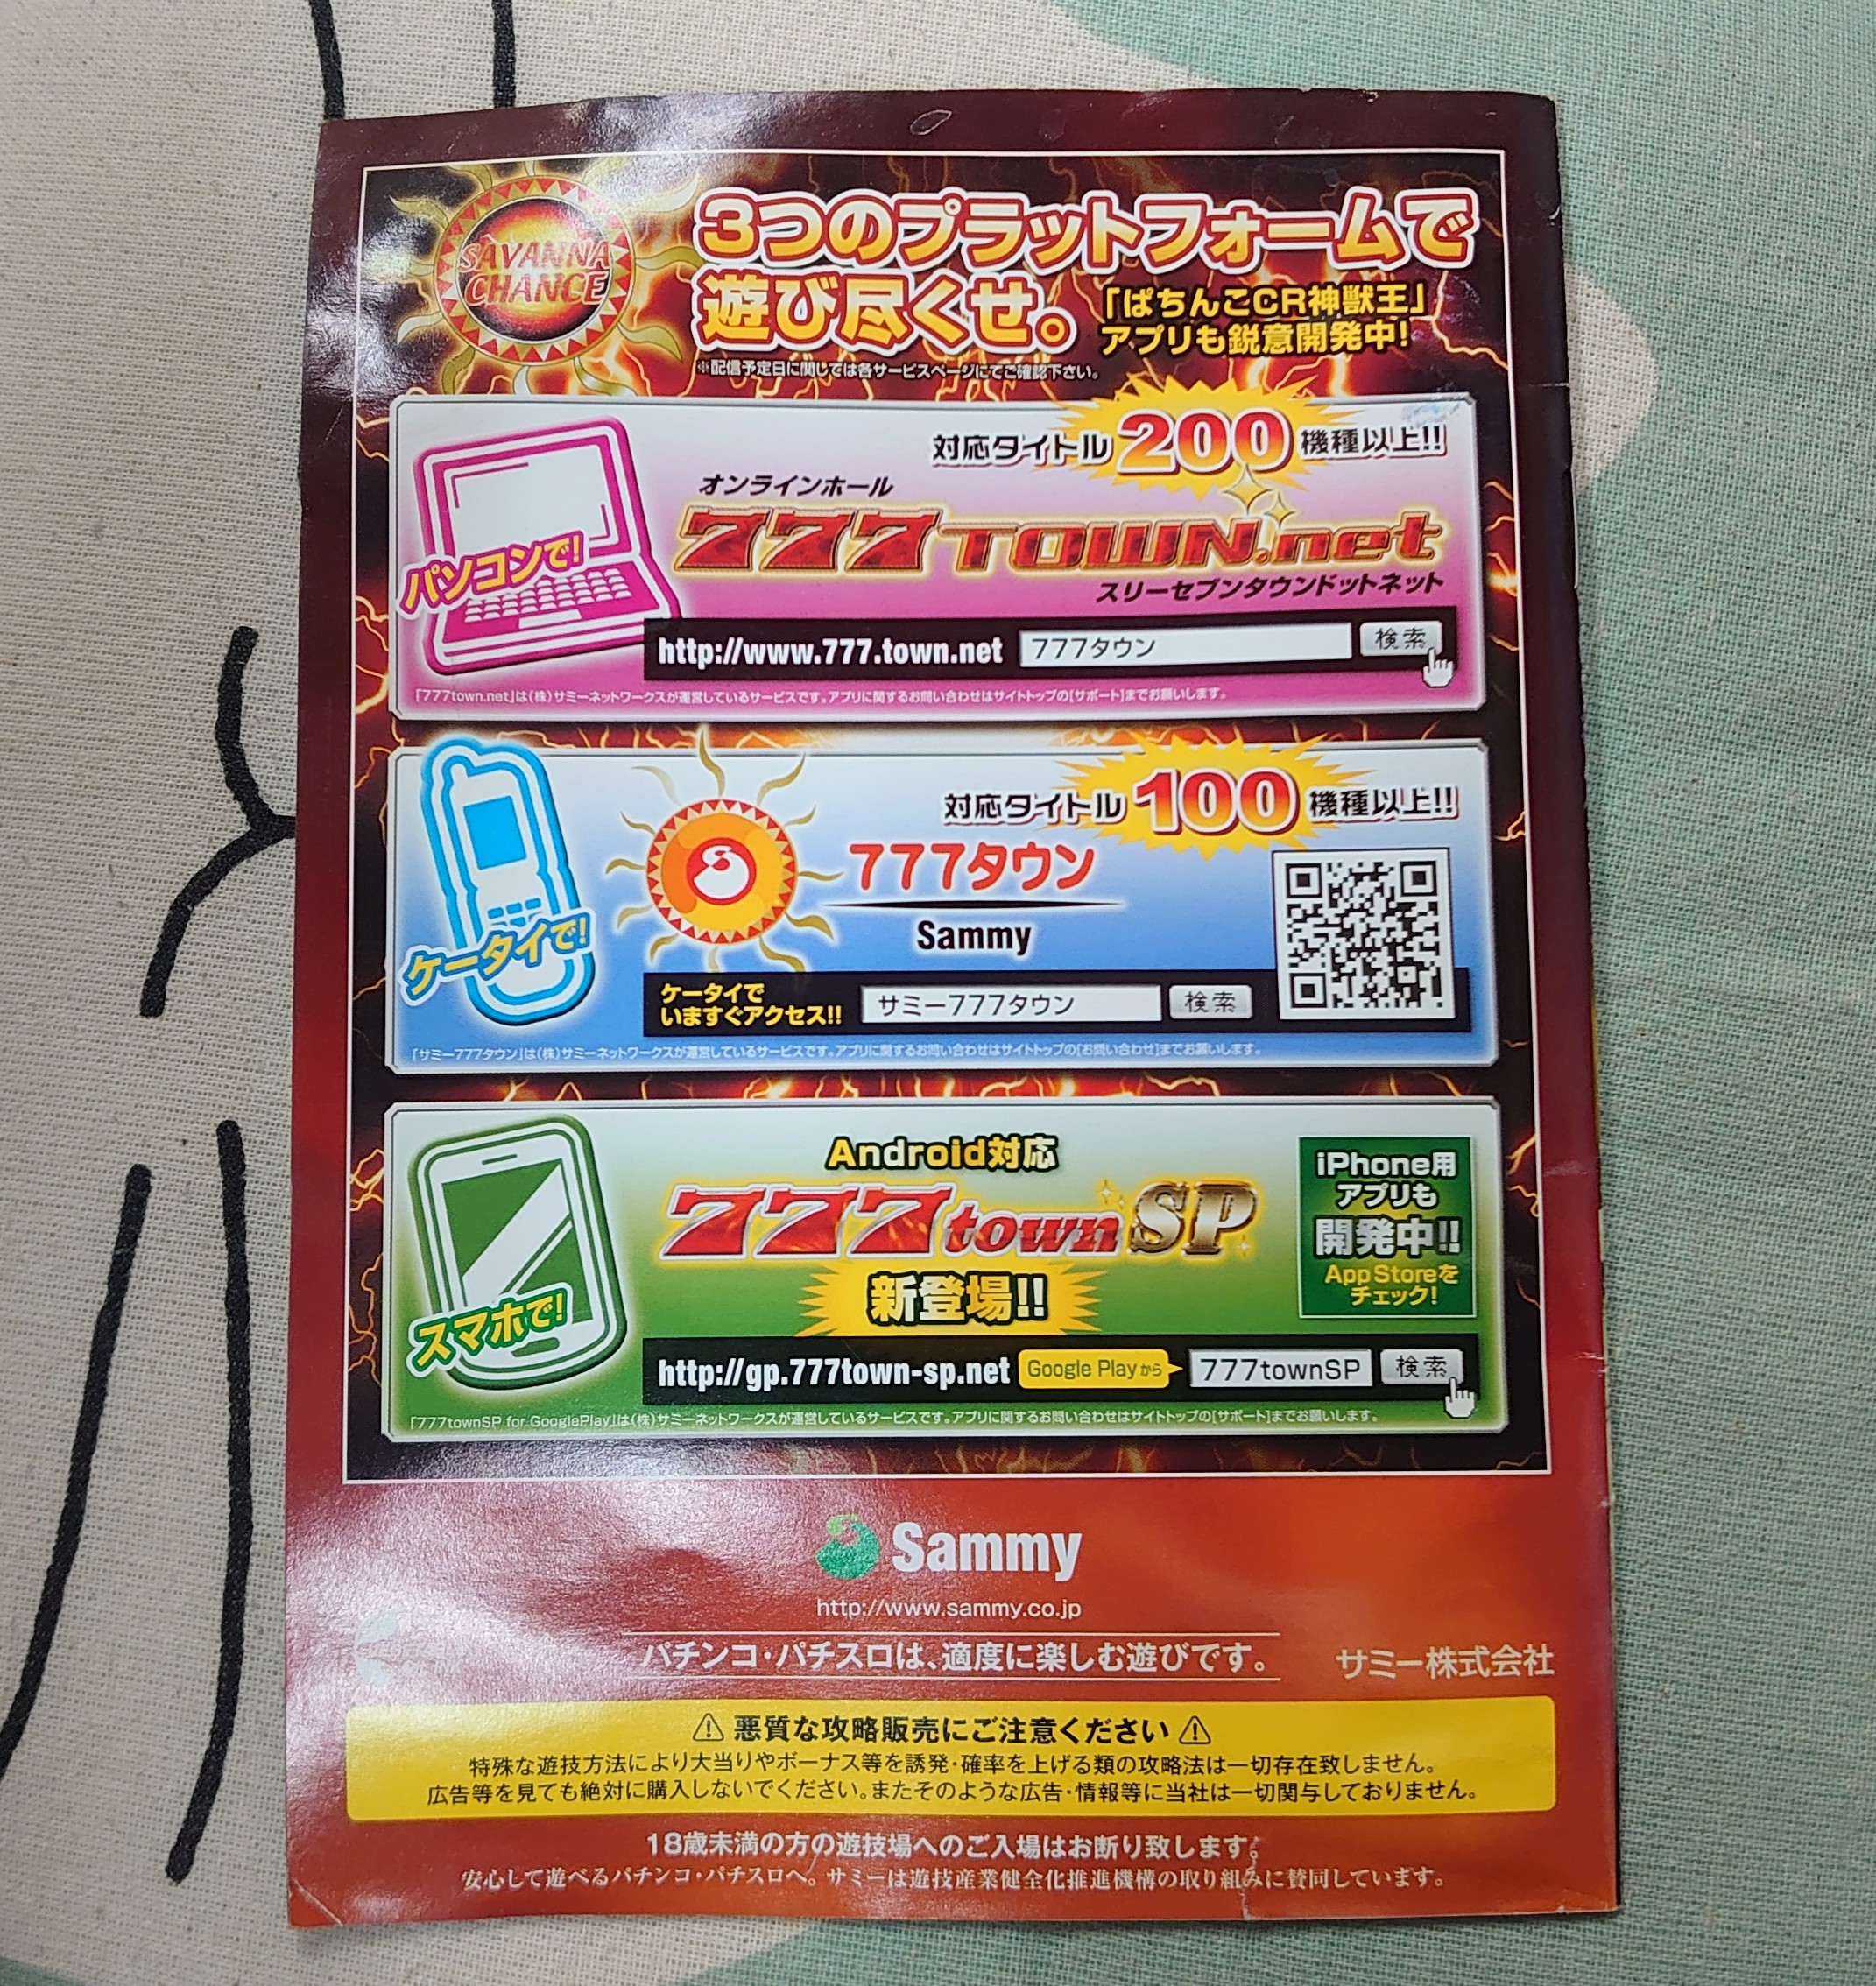 SAVANNA
CHANCE
3つのプラットフォームで
遊び尽くせ。
「ぱちんこCR神獣王」
アプリも鋭意開発中!
※配信予定日に関しては各サービスページにてご確認下さい。
対応タイトル200機種以上!!
オンラインホール
777TOWN.net
スリーセブンタウンドットネット
パソコンで!
http://www.777.town.net 777タウン 検索
「777town.net」は(株)サミーネットワークスが運営しているサービスです。アプリに関するお問い合わせはサイトトップの[サポート]までお願いします。
対応タイトル100機種以上!!
777タウン
Sammy
ケータイで!
ケータイで
いますぐアクセス!!
サミー777タウン 検索
「サミー777タウン」は(株)サミーネットワークスが運営しているサービスです。アプリに関するお問い合わせはサイトトップの[お問い合わせ]までお願いします。
Android対応
777townSP
新登場!!
iPhone用
アプリも
開発中!!
App Storeを
チェック!
スマホで!
http://gp.777town-sp.net Google Playから 777townSP 検索
「777townSP for GooglePlay」は(株)サミーネットワークスが運営しているサービスです。アプリに関するお問い合わせはサイトトップの[サポート]までお願いします。
Sammy
http://www.sammy.co.jp
パチンコ・パチスロは、適度に楽しむ遊びです。
サミー株式会社
⚠ 悪質な攻略販売にご注意ください ⚠
特殊な遊技方法により大当りやボーナス等を誘発・確率を上げる類の攻略法は一切存在致しません。
広告等を見ても絶対に購入しないでください。またそのような広告・情報等に当社は一切関与しておりません。
18歳未満の方の遊技場へのご入場はお断り致します。
安心して遊べるパチンコ・パチスロへ。サミーは遊技産業健全化推進機構の取り組みに賛同しています。